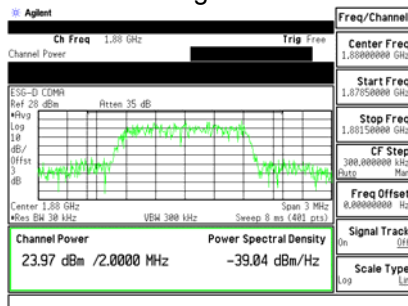 Agilent
Freq/Channel
Ch Freq 1.88 GHz Trig Free
Channel Power
Center Freq
1.88000000 GHz
Start Freq
1.87850000 GHz
Stop Freq
1.88150000 GHz
CF Step
300.000000 kHz
Auto Man
Freq Offset
0.00000000 Hz
Signal Track
On Off
Scale Type
Log Lin
ESG-D CDMA
Ref 28 dBm Atten 35 dB
#Avg
Log
10
dB/
Offst
3
dB
Center 1.88 GHz Span 3 MHz
#Res BW 30 kHz VBW 300 kHz Sweep 8 ms (401 pts)
Channel Power Power Spectral Density
23.97 dBm /2.0000 MHz -39.04 dBm/Hz